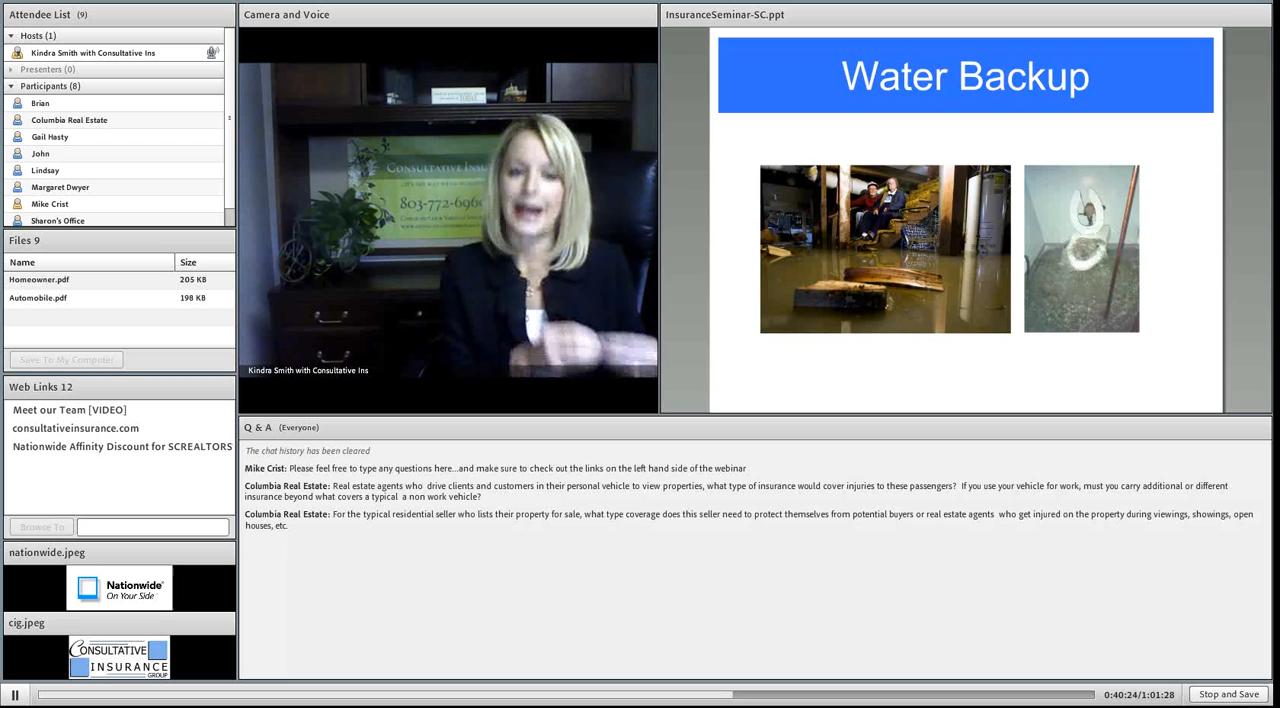 Attendee List (9)
Hosts (1)
Kindra Smith with Consultative Ins
Presenters (0)
Participants (8)
Brian
Columbia Real Estate
Gail Hasty
John
Lindsay
Margaret Dwyer
Mike Crist
Sharon's Office
Files 9
Name Size
Homeowner.pdf 205 KB
Automobile.pdf 198 KB
Save To My Computer
Web Links 12
Meet our Team [VIDEO]
consultativeinsurance.com
Nationwide Affinity Discount for SCREALTORS
Browse To
nationwide.jpeg
Nationwide®
On Your Side
cig.jpeg
CONSULTATIVE
INSURANCE
GROUP
Camera and Voice
CONSULTATIVE INSU
803-772-696
Kindra Smith with Consultative Ins
InsuranceSeminar-SC.ppt
Water Backup
Q & A (Everyone)
The chat history has been cleared
Mike Crist: Please feel free to type any questions here...and make sure to check out the links on the left hand side of the webinar
Columbia Real Estate: Real estate agents who drive clients and customers in their personal vehicle to view properties, what type of insurance would cover injuries to these passengers? If you use your vehicle for work, must you carry additional or different
insurance beyond what covers a typical a non work vehicle?
Columbia Real Estate: For the typical residential seller who lists their property for sale, what type coverage does this seller need to protect themselves from potential buyers or real estate agents who get injured on the property during viewings, showings, open
houses, etc.
0:40:24/1:01:28
Stop and Save